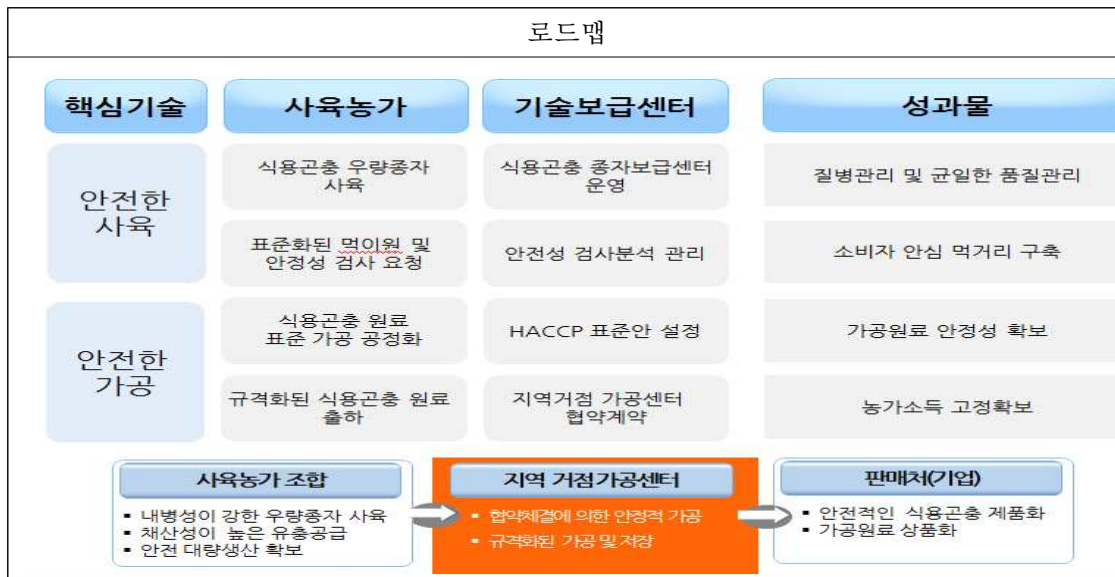 로드맵
핵심기술
사육농가
기술보급센터
성과물
안전한
사육
식용곤충 우량종자
사육
식용곤충 종자보급센터
운영
질병관리 및 균일한 품질관리
표준화된 먹이원 및
안정성 검사 요청
안전성 검사분석 관리
소비자 안심 먹거리 구축
안전한
가공
식용곤충 원료
표준 가공 공정화
HACCP 표준안 설정
가공원료 안정성 확보
규격화된 식용곤충 원료
출하
지역거점 가공센터
협약계약
농가소득 고정확보
사육농가 조합
▪ 내병성이 강한 우량종자 사육
▪ 채산성이 높은 유충공급
▪ 안전 대량생산 확보
지역 거점가공센터
▪ 협약체결에 의한 안정적 가공
▪ 규격화된 가공 및 저장
판매처(기업)
▪ 안전적인 식용곤충 제품화
▪ 가공원료 상품화